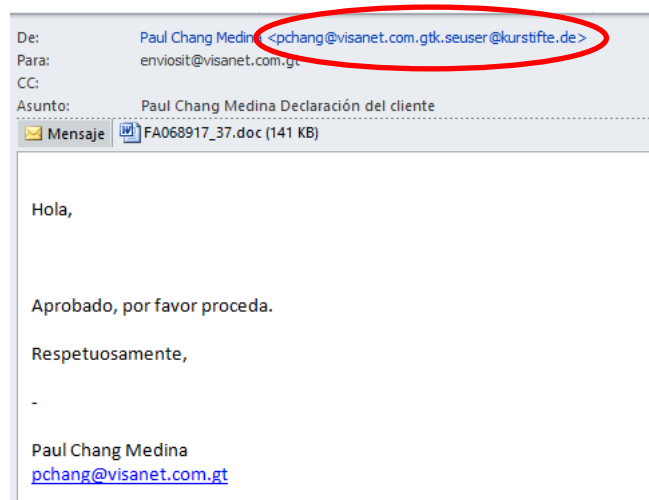 De: Paul Chang Medina <pchang@visanet.com.gtk.seuser@kurstifte.de>
Para: enviosit@visanet.com.gt
CC:
Asunto: Paul Chang Medina Declaración del cliente
Mensaje FA068917_37.doc (141 KB)
Hola,
Aprobado, por favor proceda.
Respetuosamente,
-
Paul Chang Medina
pchang@visanet.com.gt